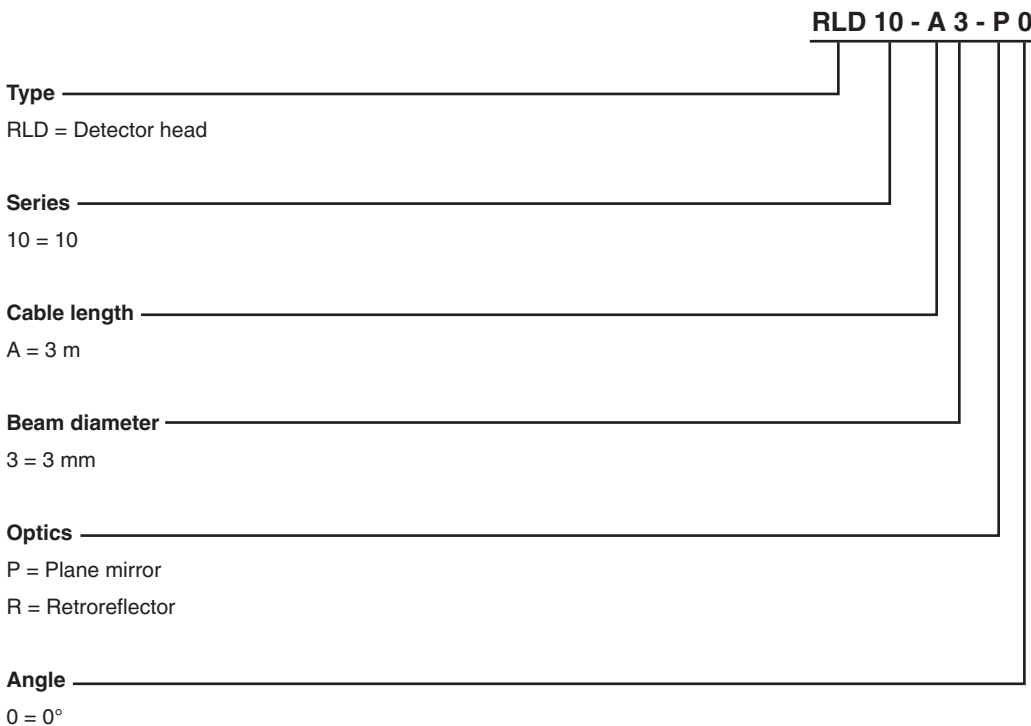 RLD 10 - A 3 - P 0
Type
RLD = Detector head
Series
10 = 10
Cable length
A = 3 m
Beam diameter
3 = 3 mm
Optics
P = Plane mirror
R = Retroreflector
Angle
0 = 0°